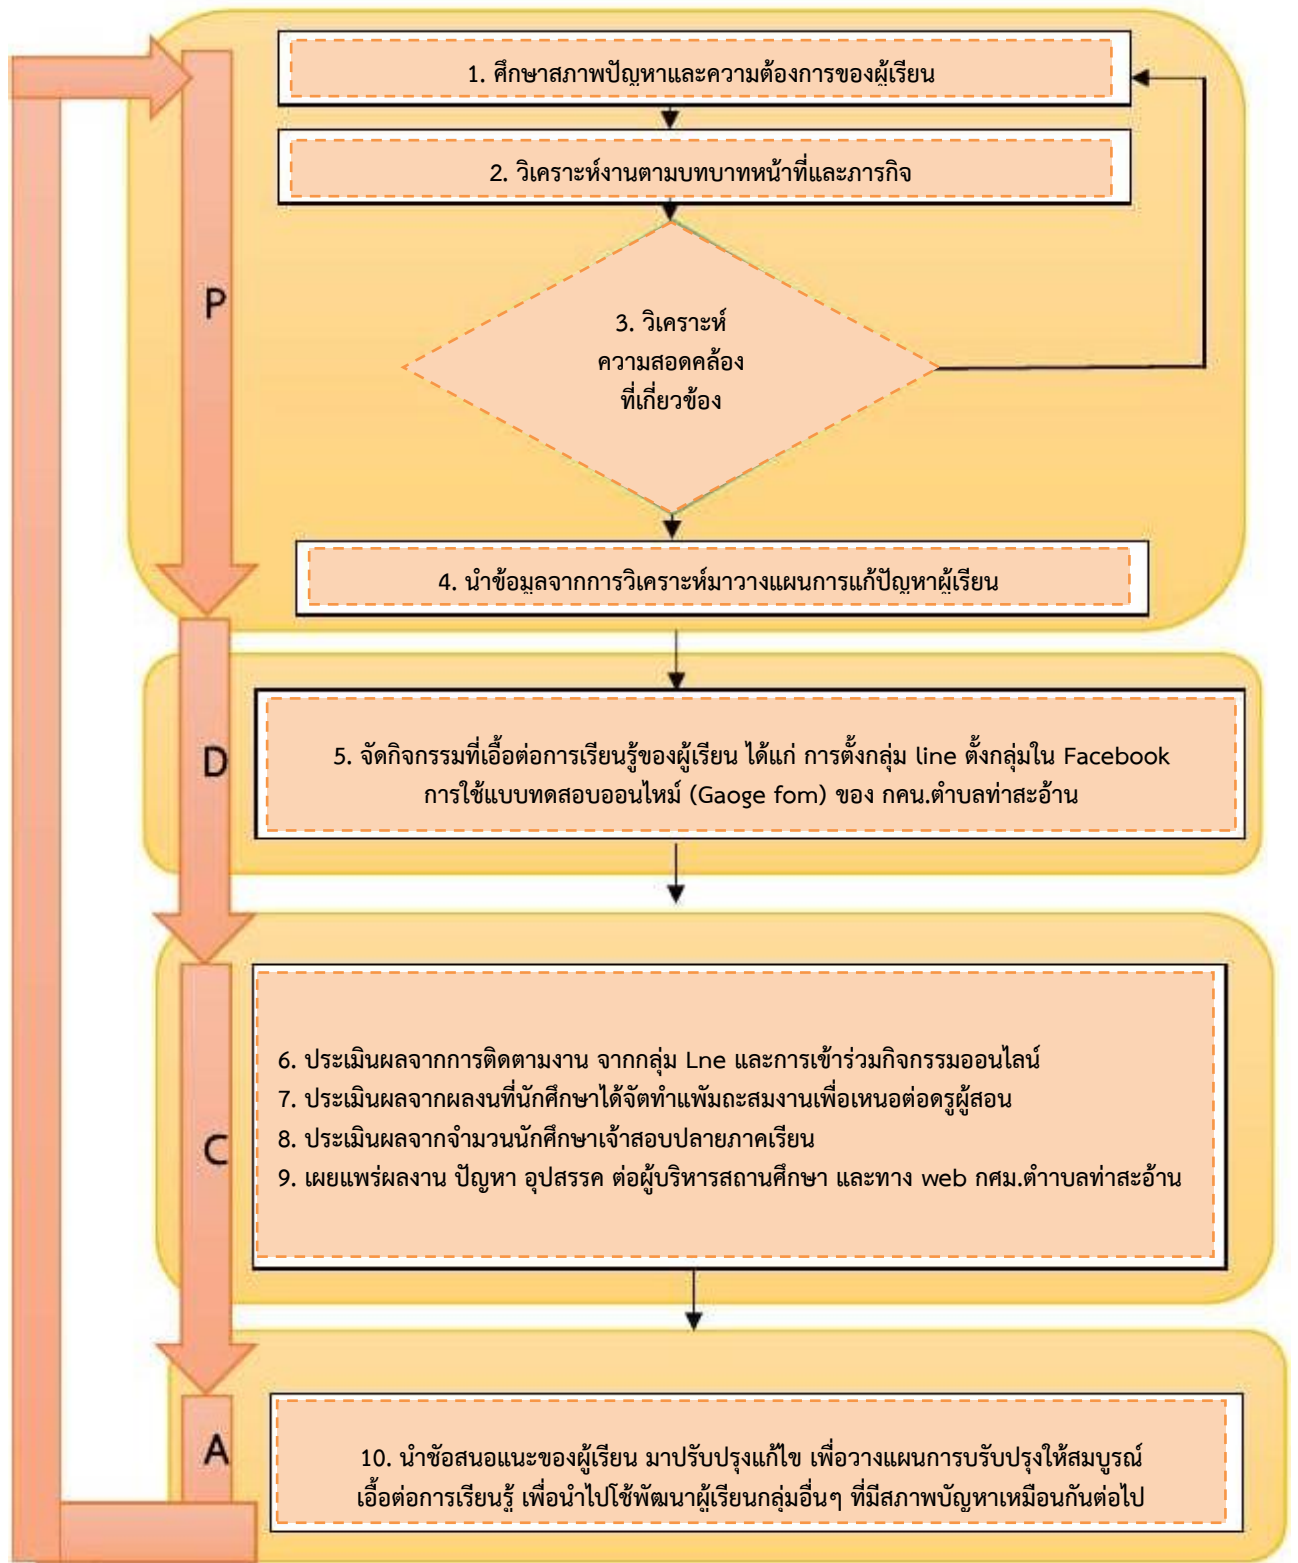 1. ศึกษาสภาพปัญหาและความต้องการของผู้เรียน
2. วิเคราะห์งานตามบทบาทหน้าที่และภารกิจ
P
3. วิเคราะห์
ความสอดคล้อง
ที่เกี่ยวข้อง
4. นำข้อมูลจากการวิเคราะห์มาวางแผนการแก้ปัญหาผู้เรียน
D
5. จัดกิจกรรมที่เอื้อต่อการเรียนรู้ของผู้เรียน ได้แก่ การตั้งกลุ่ม line ตั้งกลุ่มใน Facebook
การใช้แบบทดสอบออนไหม์ (Gaoge fom) ของ กคน.ตำบลท่าสะอ้าน
6. ประเมินผลจากการติดตามงาน จากกลุ่ม Lne และการเข้าร่วมกิจกรรมออนไลน์
7. ประเมินผลจากผลงนที่นักศึกษาได้จัตทำแพัมถะสมงานเพื่อเหนอต่อดรูผู้สอน
C
8. ประเมินผลจากจำมวนนักศึกษาเจ้าสอบปลายภาคเรียน
9. เผยแพร่ผลงาน ปัญหา อุปสรรค ต่อผู้บริหารสถานศึกษา และทาง web กศม.ตำาบลท่าสะอ้าน
A
10. นำชัอสนอแนะของผู้เรียน มาปรับปรุงแก้ไข เพื่อวางแผนการบรับปรุงให้สมบูรณ์
เอื้อต่อการเรียนรู้ เพื่อนำไปโช้พัฒนาผู้เรียนกลุ่มอื่นๆ ที่มีสภาพบัญหาเหมือนกันต่อไป